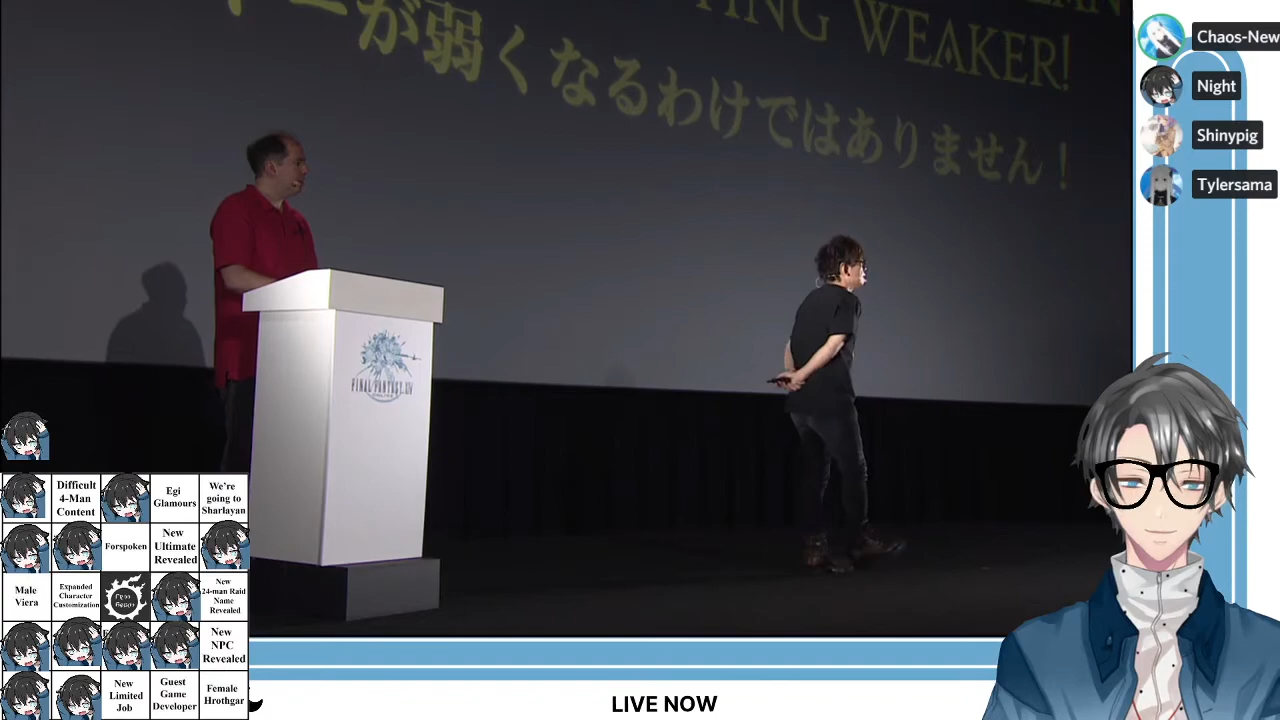 TING WEAKER!
が弱くなるわけではありません！
FINAL FANTASY XIV
ONLINE
Chaos-New
Night
Shinypig
Tylersama
Difficult
4-Man
Content
Egi
Glamours
We're
going to
Sharlayan
Forspoken
New
Ultimate
Revealed
Male
Viera
Expanded
Character
Customization
New
24-man Raid
Name
Revealed
New
NPC
Revealed
New
Limited
Job
Guest
Game
Developer
Female
Hrothgar
LIVE NOW